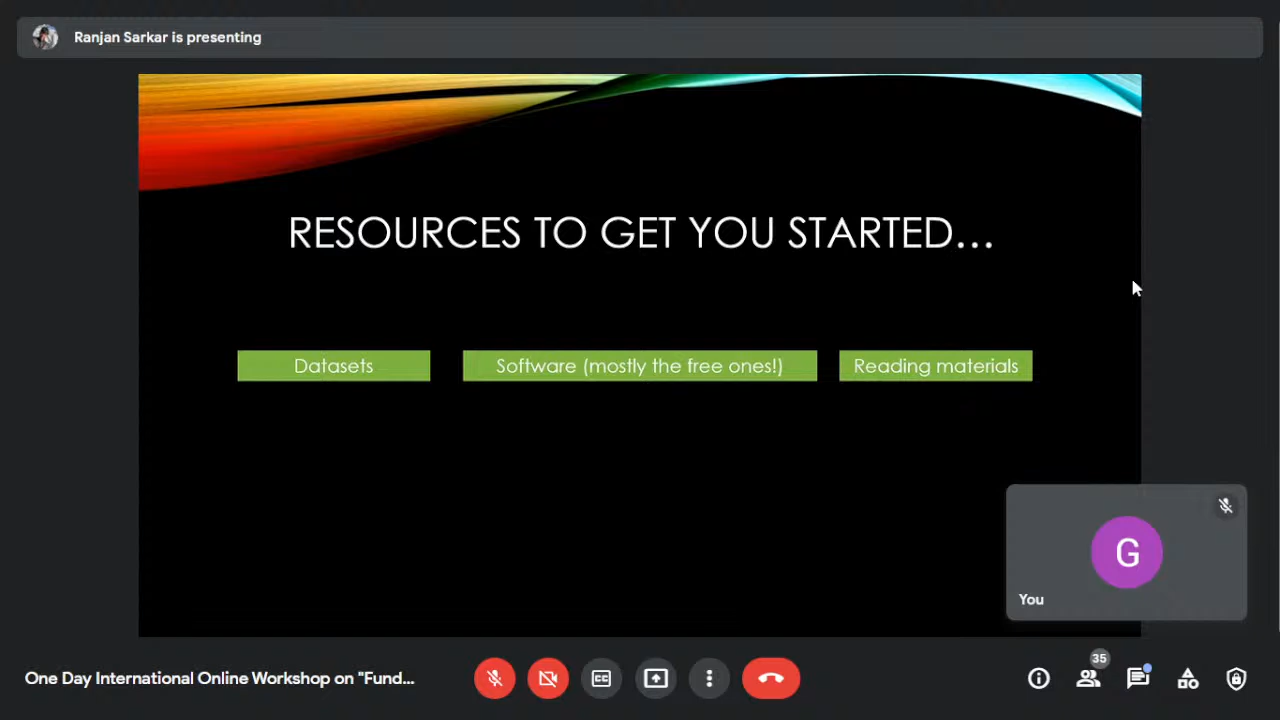 Ranjan Sarkar is presenting
RESOURCES TO GET YOU STARTED...
Datasets
Software (mostly the free ones!)
Reading materials
G
You
35
One Day International Online Workshop on "Fund...
CC